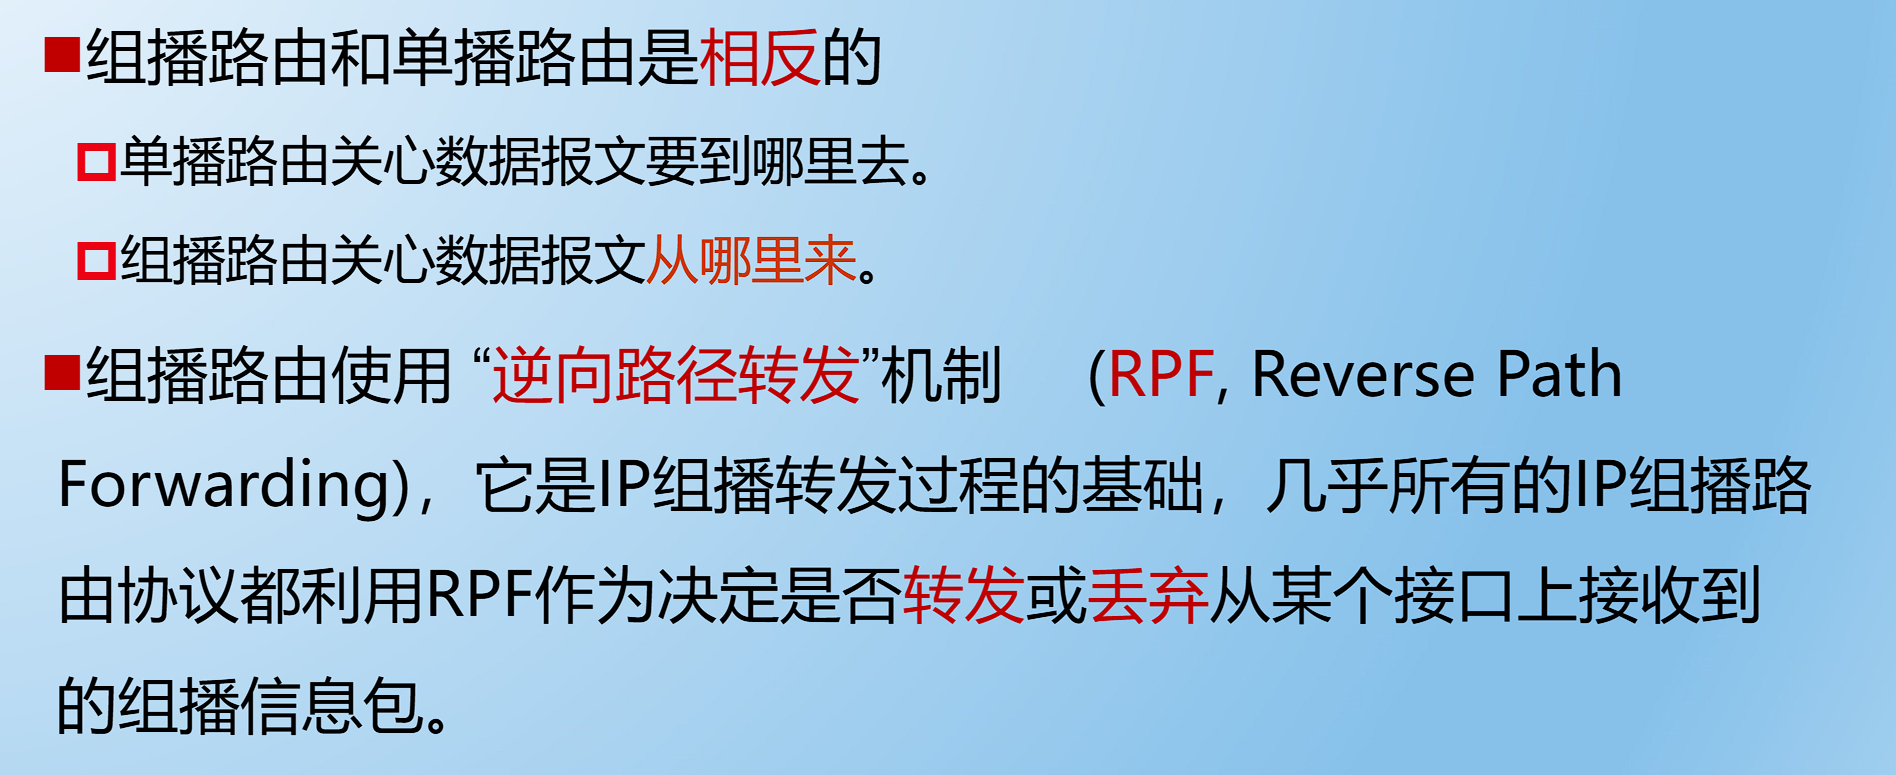 组播路由和单播路由是相反的
单播路由关心数据报文要到哪里去。
组播路由关心数据报文从哪里来。
组播路由使用 “逆向路径转发”机制 (RPF, Reverse Path
Forwarding)，它是IP组播转发过程的基础，几乎所有的IP组播路
由协议都利用RPF作为决定是否转发或丢弃从某个接口上接收到
的组播信息包。